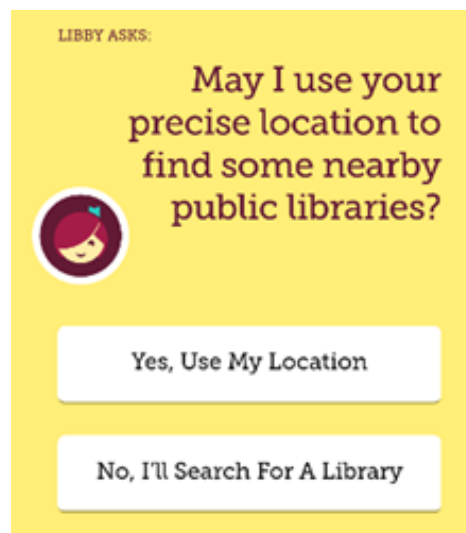 LIBBY ASKS:
May I use your
precise location to
find some nearby
public libraries?
Yes, Use My Location
No, I'll Search For A Library